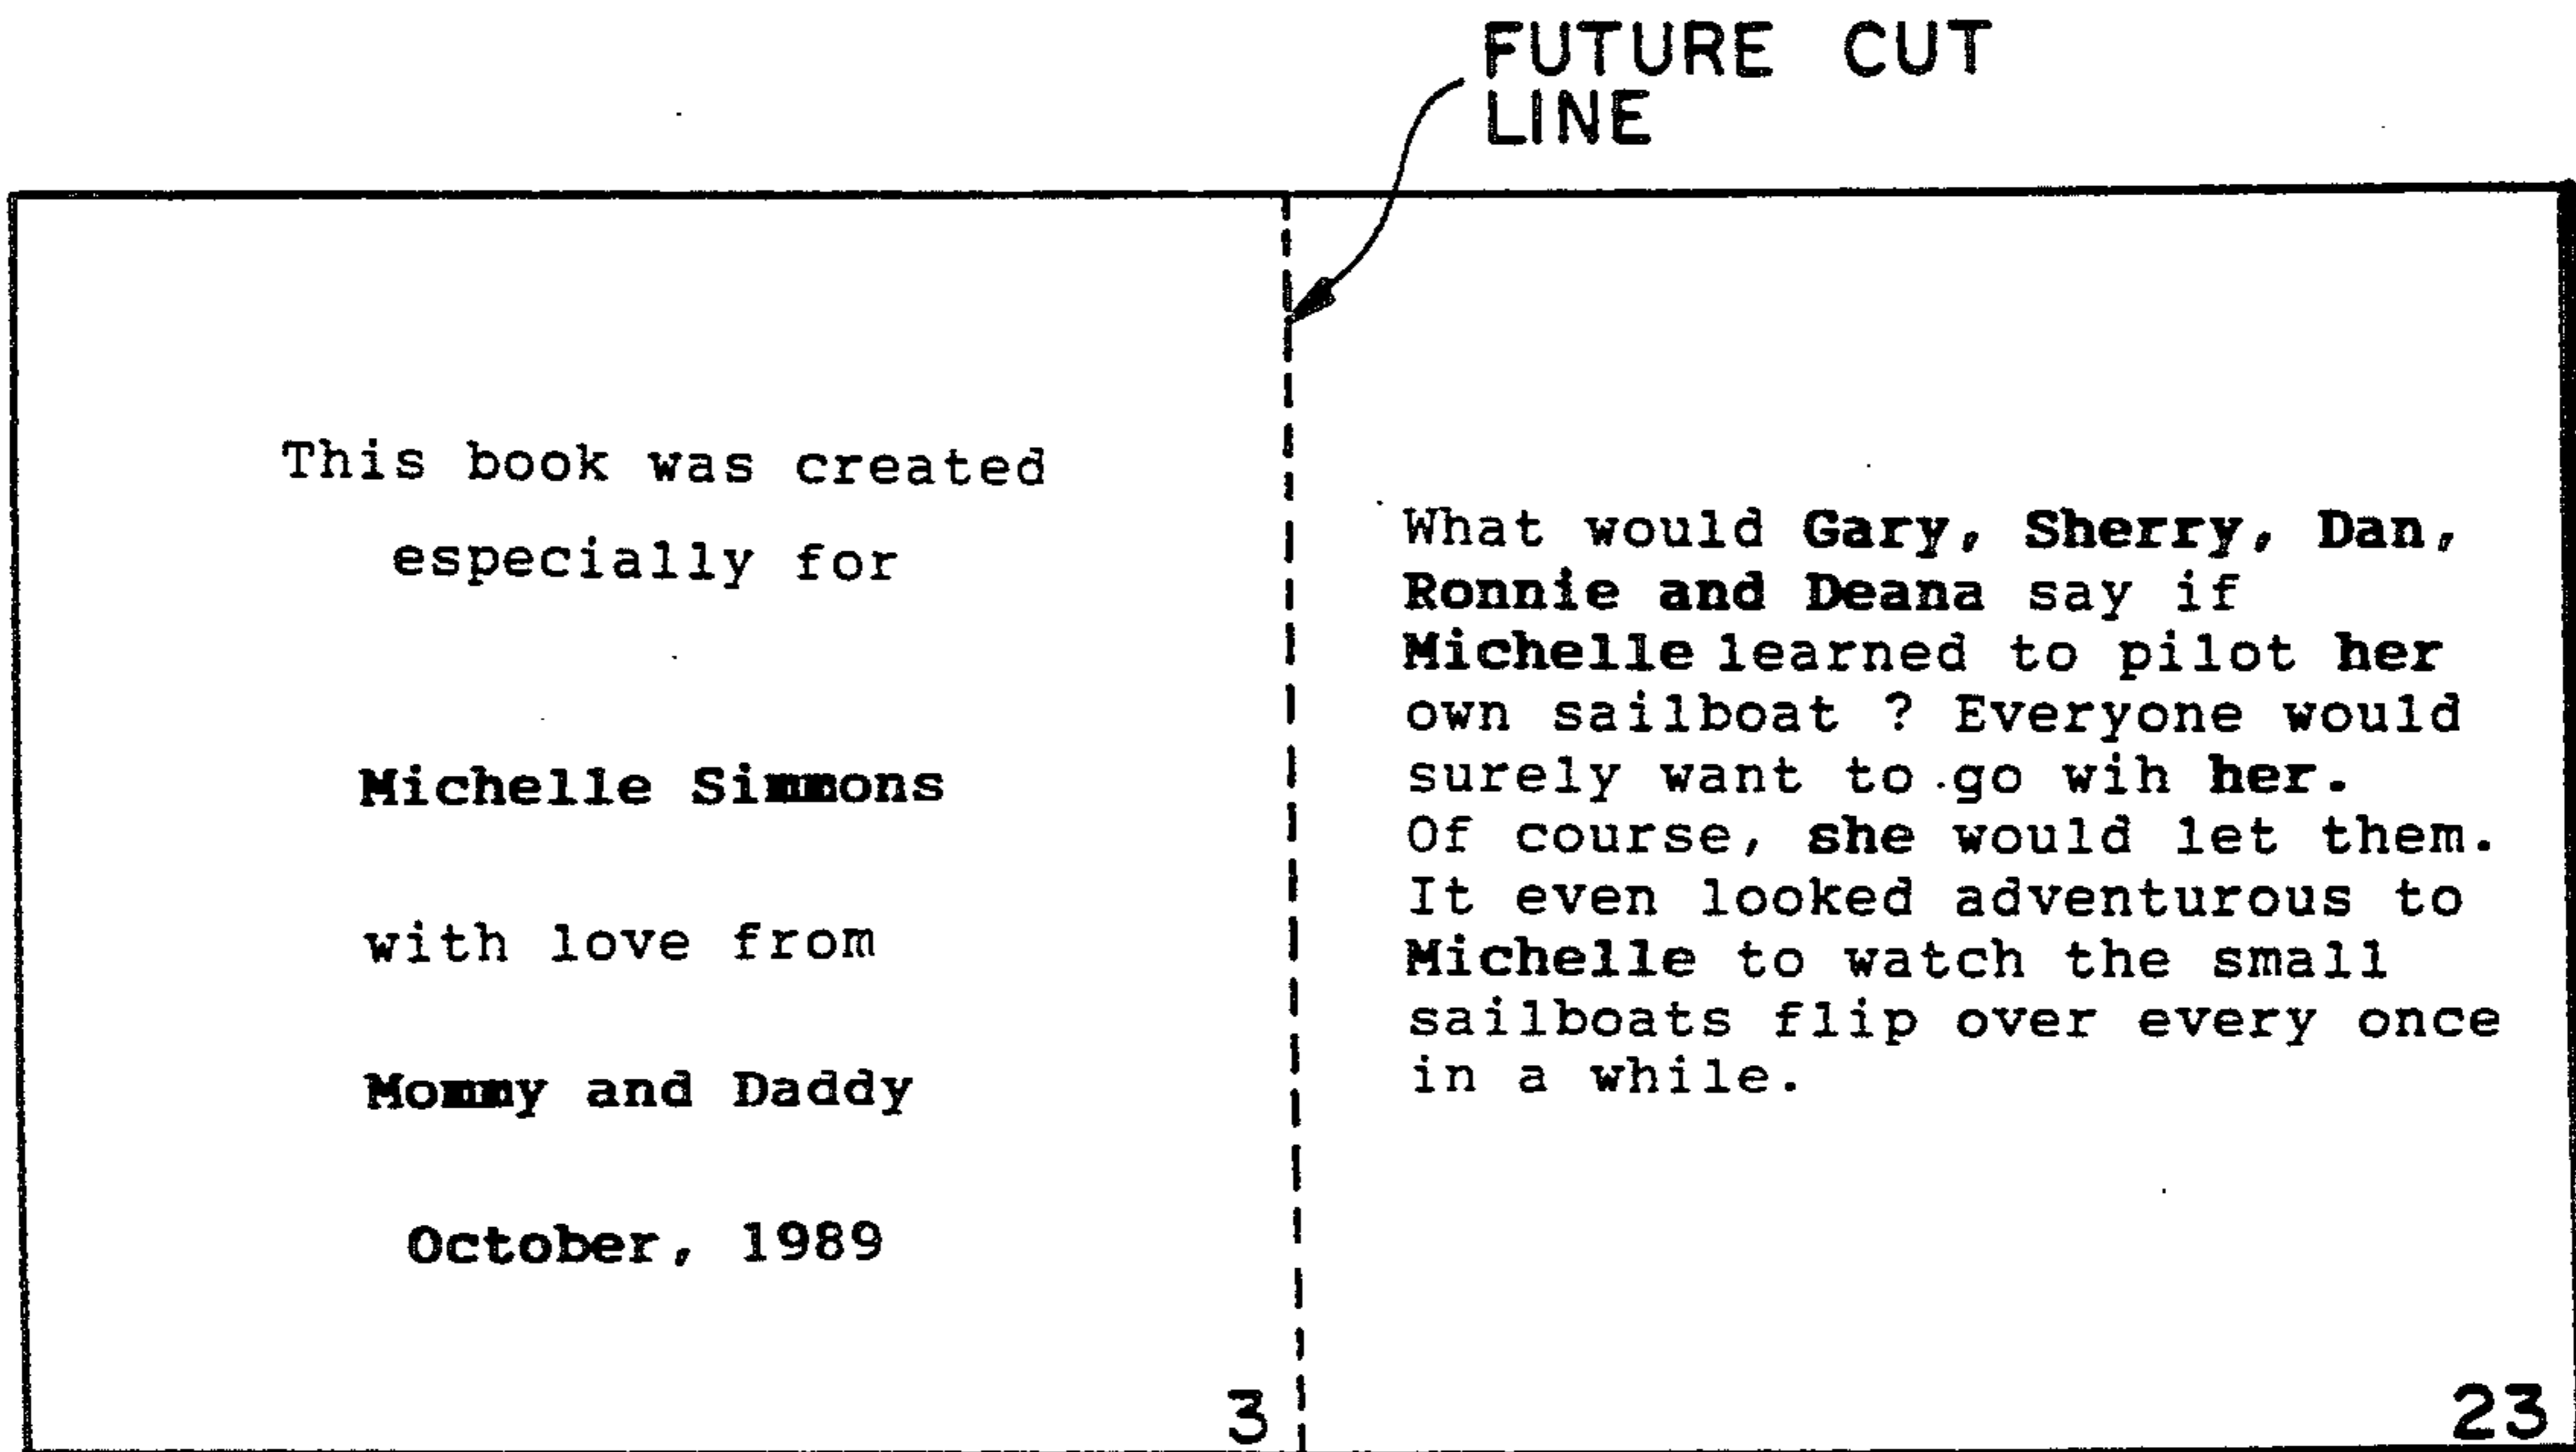 FUTURE CUT
LINE
This book was created
especially for
Michelle Simmons
with love from
Mommy and Daddy
October, 1989
3
What would Gary, Sherry, Dan,
Ronnie and Deana say if
Michelle learned to pilot her
own sailboat ? Everyone would
surely want to go wih her.
Of course, she would let them.
It even looked adventurous to
Michelle to watch the small
sailboats flip over every once
in a while.
23